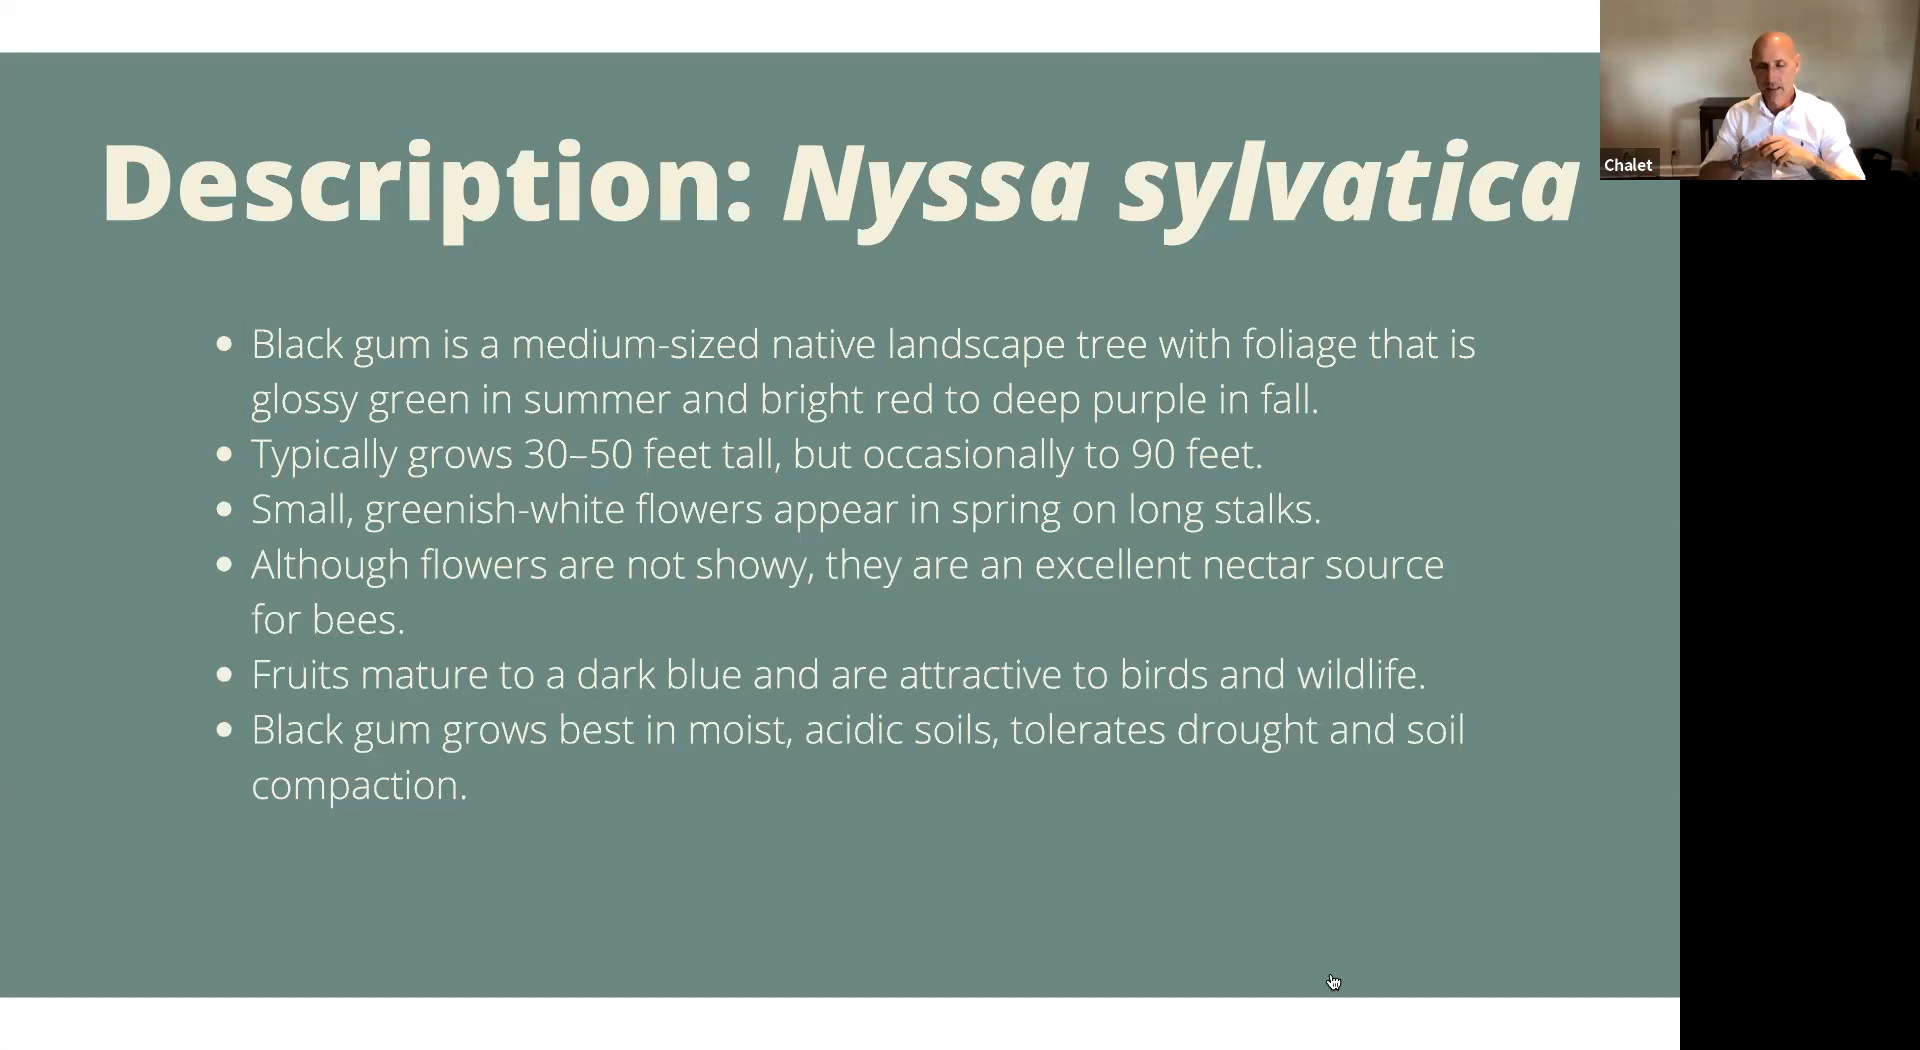 Description: Nyssa sylvatica
Chalet
• Black gum is a medium-sized native landscape tree with foliage that is
glossy green in summer and bright red to deep purple in fall.
• Typically grows 30–50 feet tall, but occasionally to 90 feet.
• Small, greenish-white flowers appear in spring on long stalks.
• Although flowers are not showy, they are an excellent nectar source
for bees.
• Fruits mature to a dark blue and are attractive to birds and wildlife.
• Black gum grows best in moist, acidic soils, tolerates drought and soil
compaction.